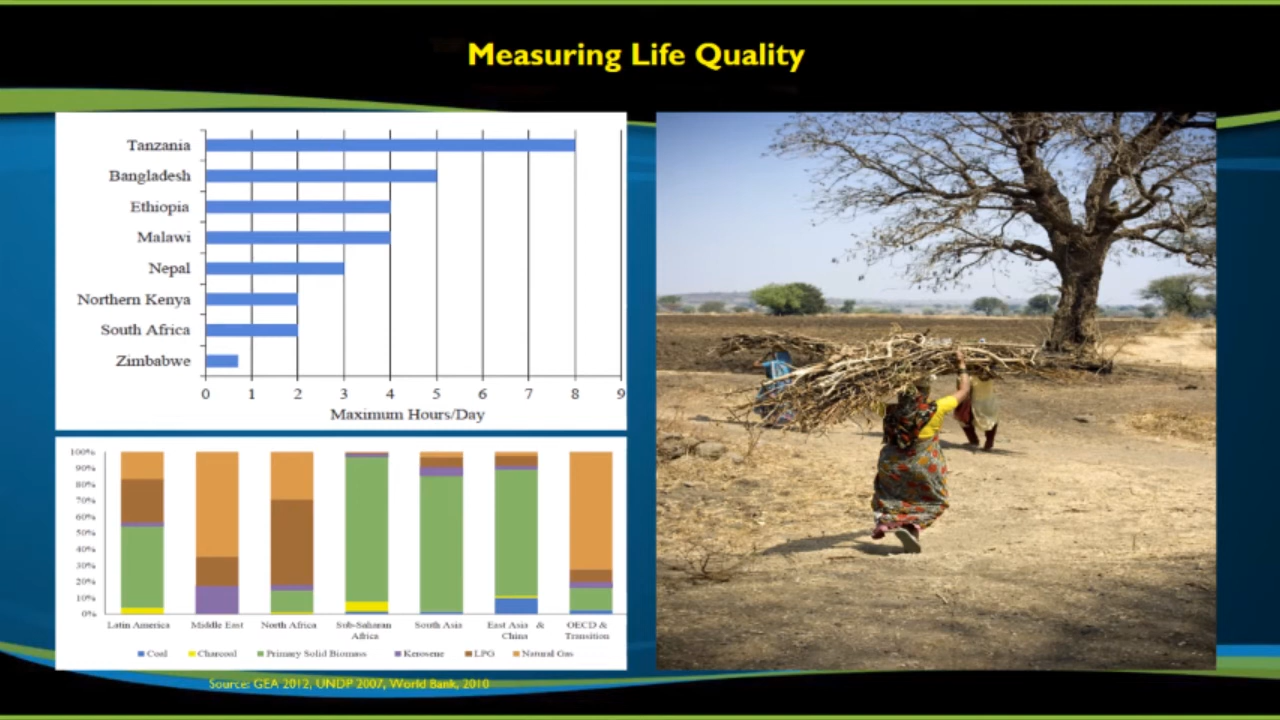 Measuring Life Quality
Tanzania
Bangladesh
Ethiopia
Malawi
Nepal
Northern Kenya
South Africa
Zimbabwe
0 1 2 3 4 5 6 7 8 9
Maximum Hours/Day
100%
90%
80%
70%
60%
50%
40%
30%
20%
10%
0%
Latin America Middle East North Africa Sub-Saharan South Asia East Asia & OECD &
Africa China Transition
Coal Charcoal Primary Solid Biomass Kerosene LPG Natural Gas
Source: GEA 2012, UNDP 2007, World Bank, 2010